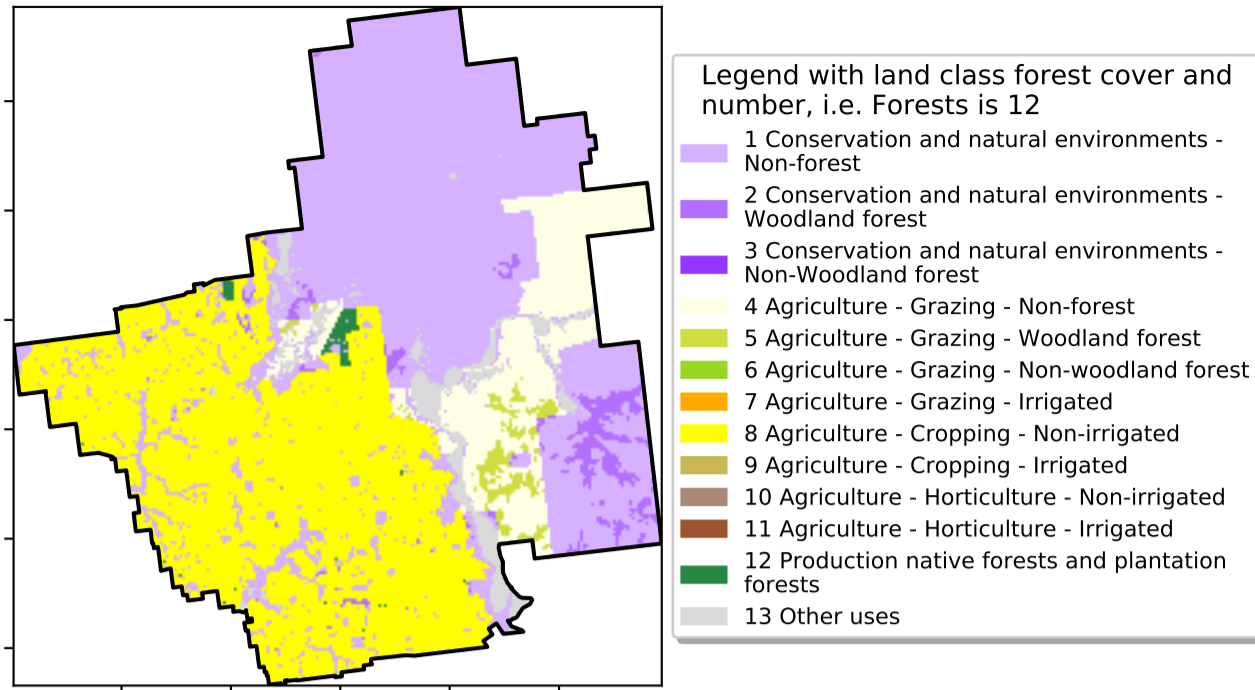 Legend with land class forest cover and
number, i.e. Forests is 12
1 Conservation and natural environments -
Non-forest
2 Conservation and natural environments -
Woodland forest
3 Conservation and natural environments -
Non-Woodland forest
4 Agriculture - Grazing - Non-forest
5 Agriculture - Grazing - Woodland forest
6 Agriculture - Grazing - Non-woodland forest
7 Agriculture - Grazing - Irrigated
8 Agriculture - Cropping - Non-irrigated
9 Agriculture - Cropping - Irrigated
10 Agriculture - Horticulture - Non-irrigated
11 Agriculture - Horticulture - Irrigated
12 Production native forests and plantation
forests
13 Other uses